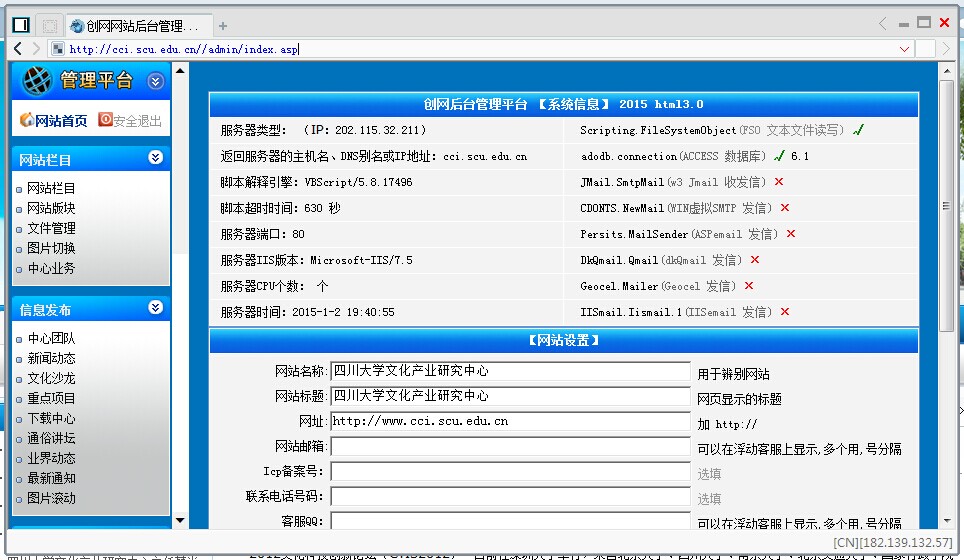 创网网站后台管理...
http://cci.scu.edu.cn//admin/index.asp
管理平台
网站首页 安全退出
网站栏目
网站栏目
网站版块
文件管理
图片切换
中心业务
信息发布
中心团队
新闻动态
文化沙龙
重点项目
下载中心
通俗讲坛
业界动态
最新通知
图片滚动
创网后台管理平台 【系统信息】 2015 html3.0
服务器类型: (IP: 202.115.32.211) Scripting.FileSystemObject(FSO 文本文件读写) ✓
返回服务器的主机名、DNS别名或IP地址: cci.scu.edu.cn adodb.connection(ACCESS 数据库) ✓ 6.1
脚本解释引擎: VBScript/5.8.17496 JMail.SmtpMail(w3 Jmail 收发信) ×
脚本超时时间: 630 秒 CDONTS.NewMail(WIN虚拟SMTP 发信) ×
服务器端口: 80 Persits.MailSender(ASPemail 发信) ×
服务器IIS版本: Microsoft-IIS/7.5 DkQmail.Qmail(dkQmail 发信) ×
服务器CPU个数: 个 Geocel.Mailer(Geocel 发信) ×
服务器时间: 2015-1-2 19:40:55 IISmail.Iismail.1(IISemail 发信) ×
【网站设置】
网站名称: 四川大学文化产业研究中心 用于辨别网站
网站标题: 四川大学文化产业研究中心 网页显示的标题
网址: http://www.cci.scu.edu.cn 加 http://
网站邮箱: 可以在浮动客服上显示,多个用,号分隔
Icp备案号: 选填
联系电话号码: 选填
客服QQ: 可以在浮动客服上显示,多个用,号分隔
[CN][182.139.132.57]